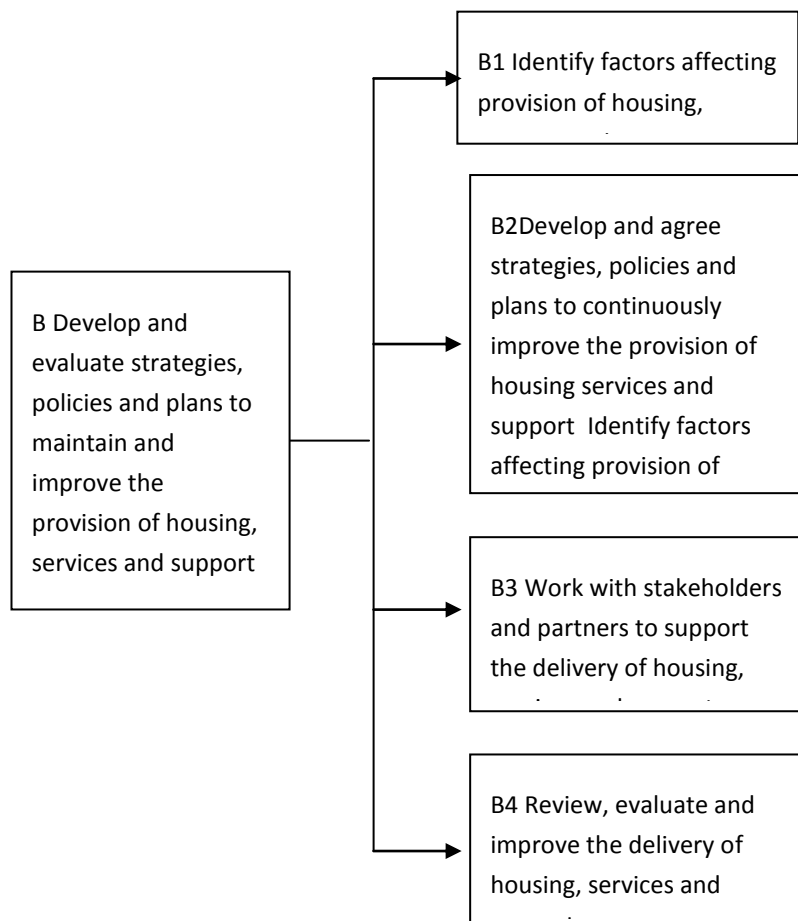 B Develop and
evaluate strategies,
policies and plans to
maintain and
improve the
provision of housing,
services and support
B1 Identify factors affecting
provision of housing,
B2Develop and agree
strategies, policies and
plans to continuously
improve the provision of
housing services and
support  Identify factors
affecting provision of
B3 Work with stakeholders
and partners to support
the delivery of housing,
B4 Review, evaluate and
improve the delivery of
housing, services and